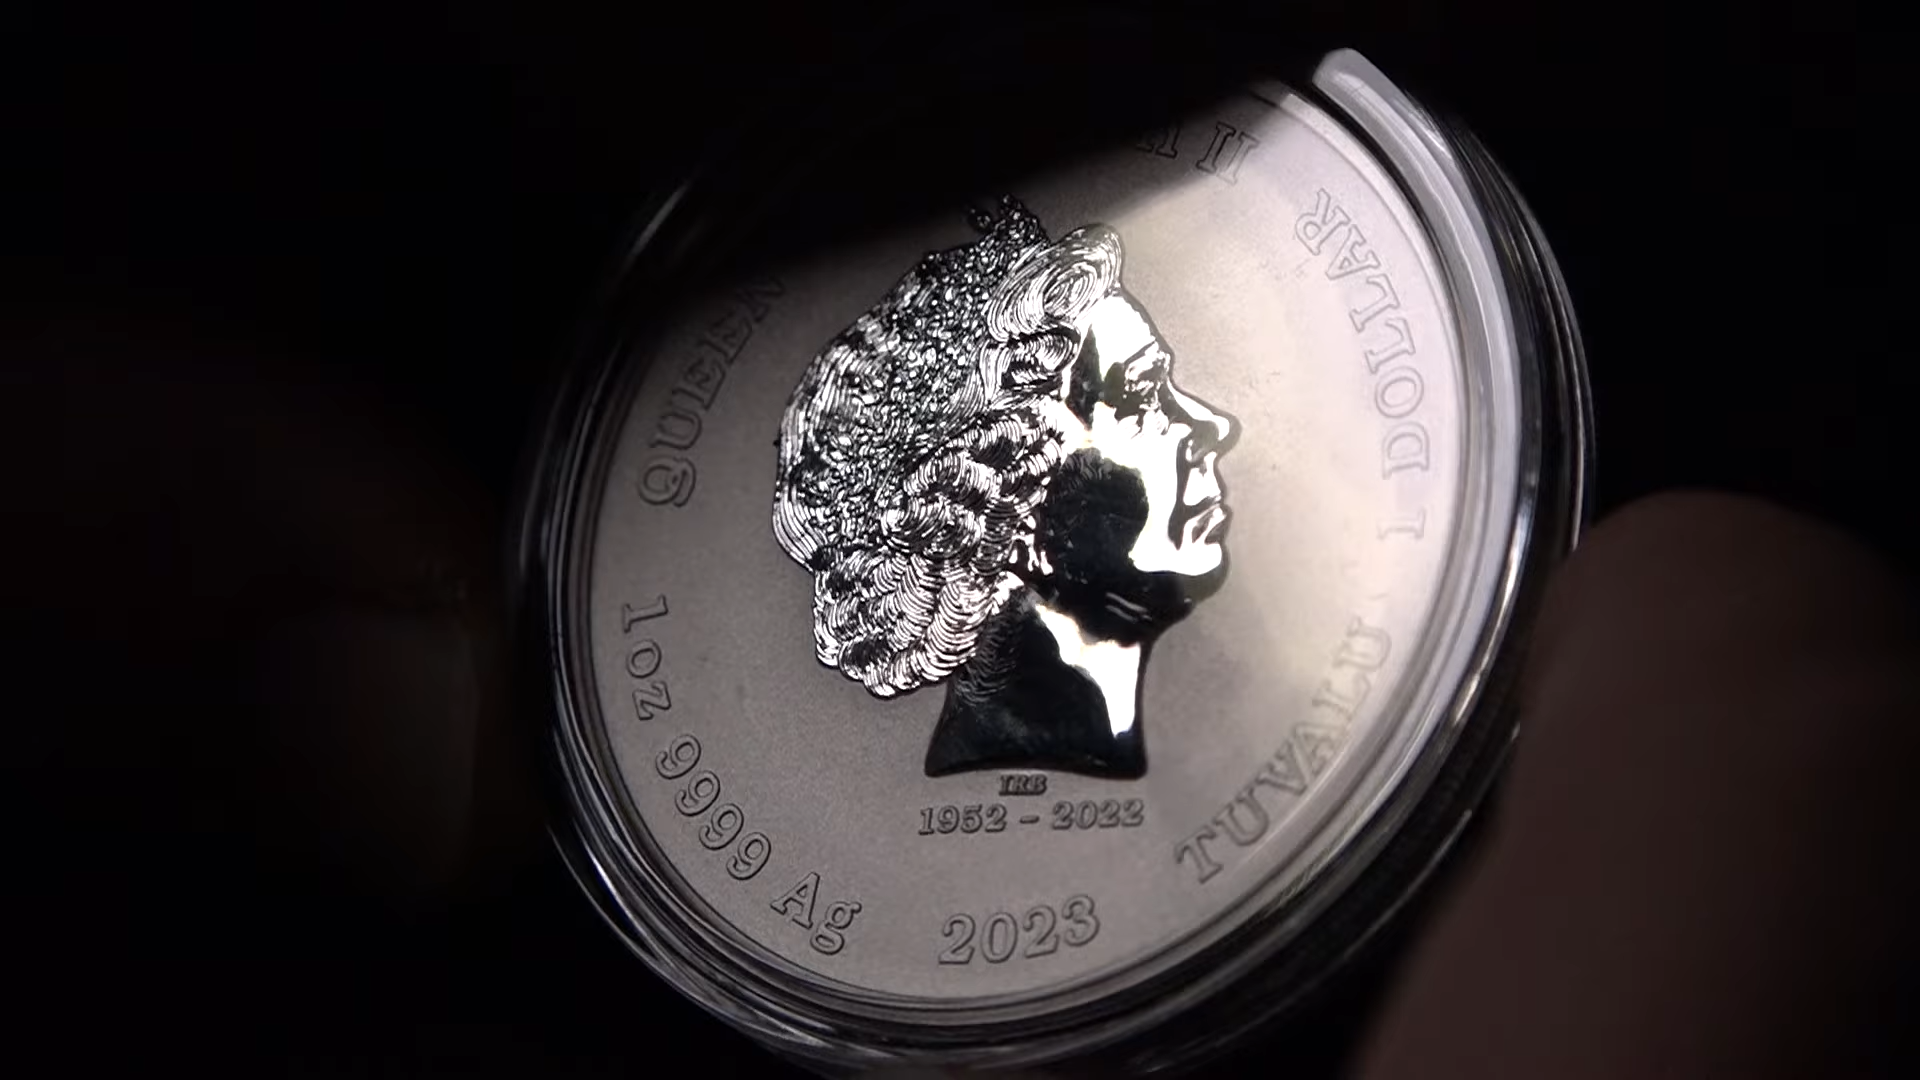 QUEEN
II
1 DOLLAR
TUVALU
2023
1oz 9999 Ag
IRB
1952 - 2022